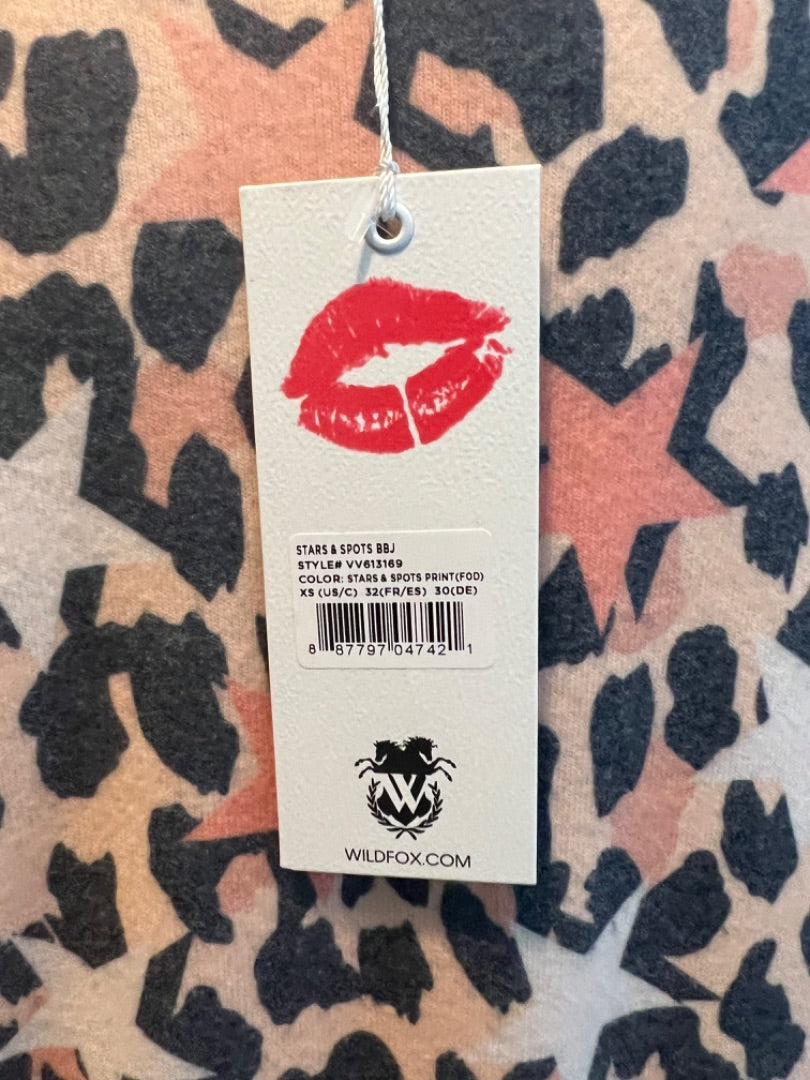 STARS & SPOTS BBJ
STYLE# VV613169
COLOR: STARS & SPOTS PRINT(FOD)
XS (US/C) 32(FR/ES) 30(DE)
8 87797 04742 1
W
WILDFOX.COM